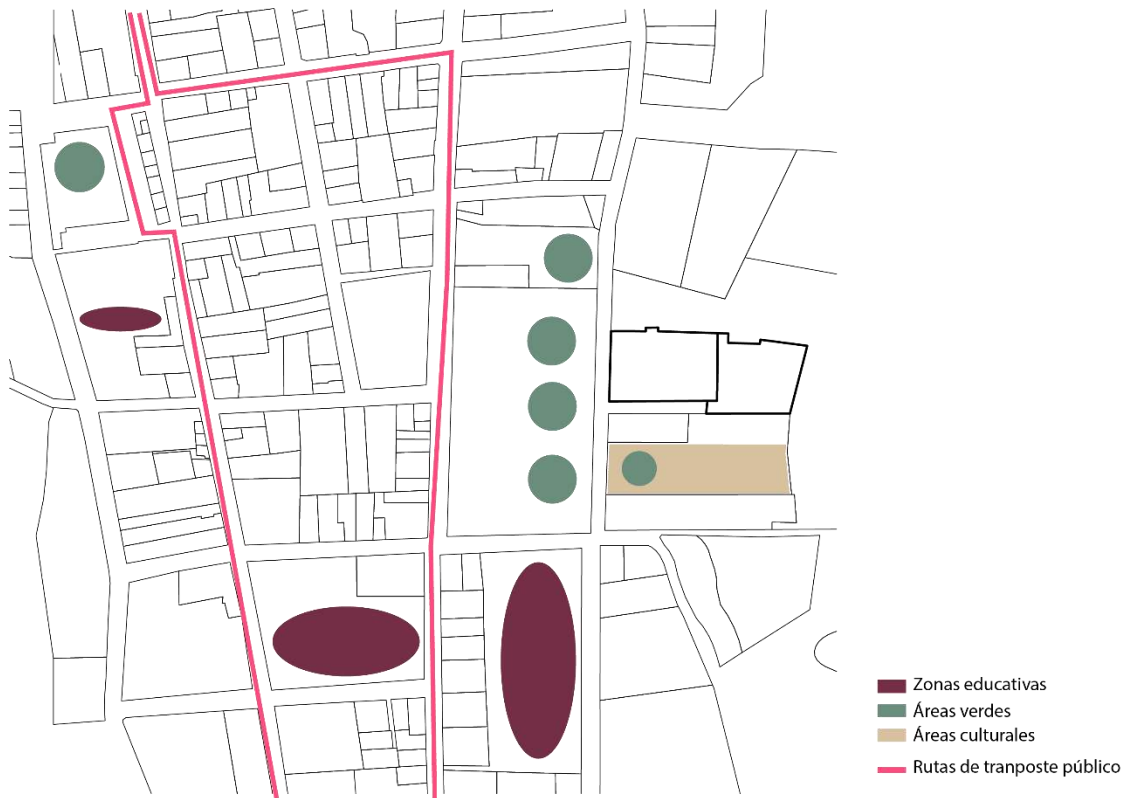 Zonas educativas
Áreas verdes
Áreas culturales
Rutas de tranposte público